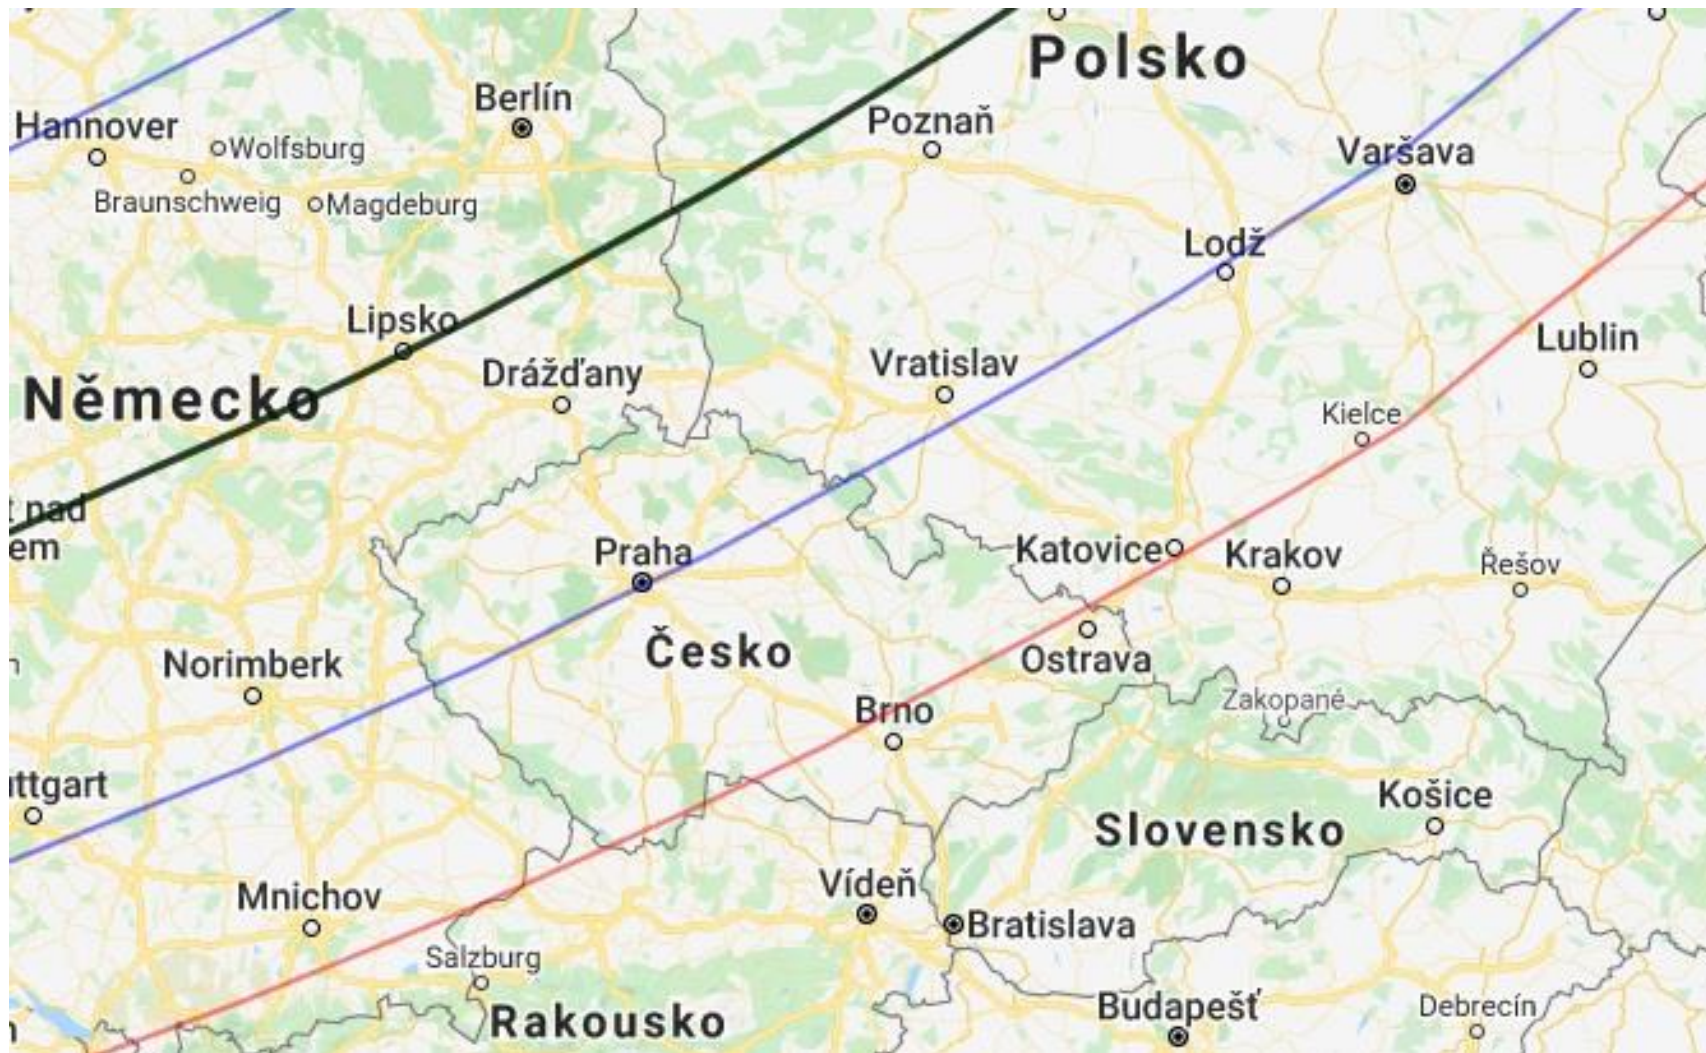 Polsko
Berlín
Poznaň
Hannover
Wolfsburg
Varšava
Braunschweig
Magdeburg
Lodž
Lipsko
Lublin
Drážďany
Vratislav
Německo
Kielce
nad
em
Praha
Katovice
Krakov
Řešov
Česko
Norimberk
Ostrava
Zakopané
Brno
ttgart
Košice
Slovensko
Vídeň
Mnichov
Bratislava
Salzburg
Rakousko
Budapešť
Debrecín